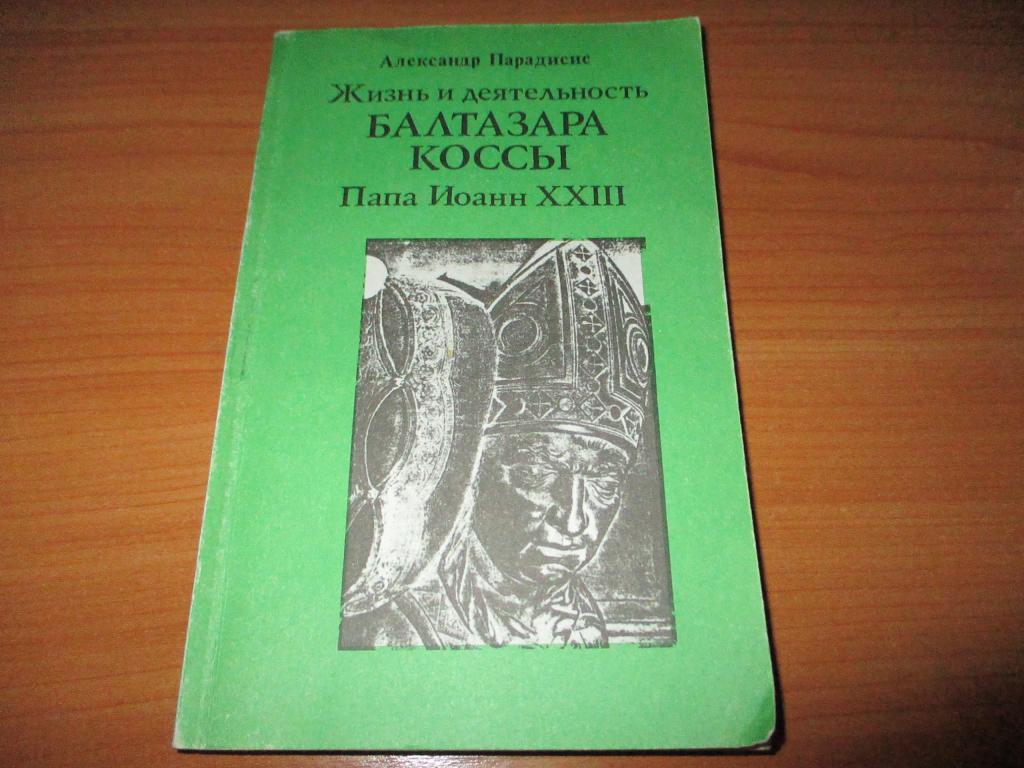 Александр Парадисис
Жизнь и деятельность
БАЛТАЗАРА
КОССЫ
Папа Иоанн XXIII